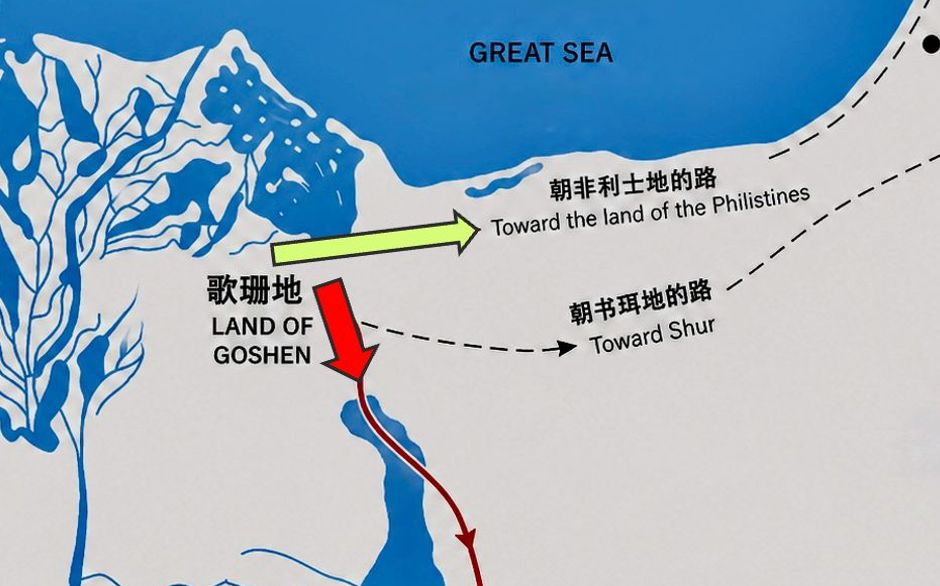 GREAT SEA
朝非利士地的路
Toward the land of the Philistines
歌珊地
LAND OF
GOSHEN
朝书珥地的路
Toward Shur